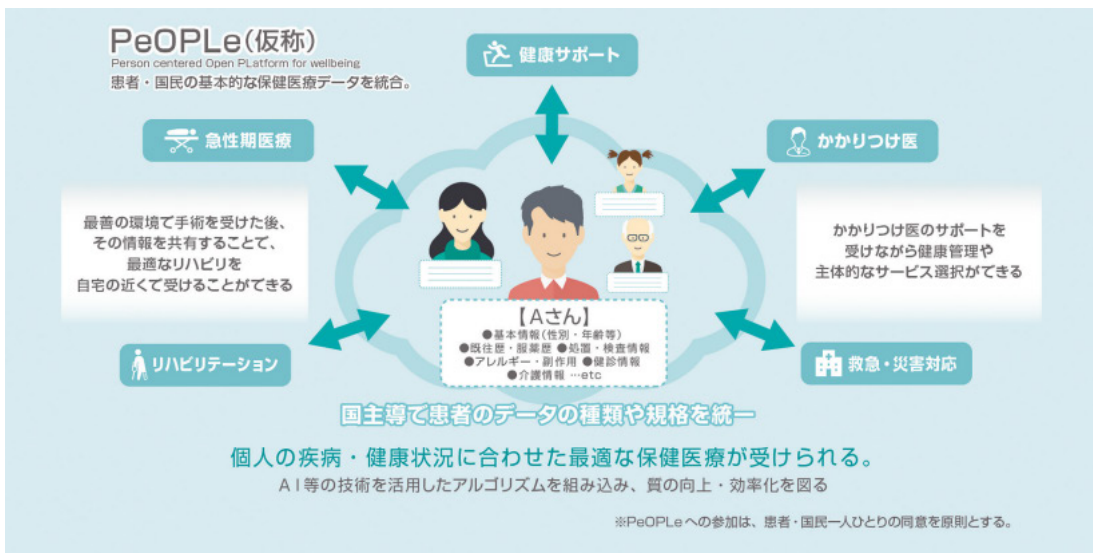 PeOPLe(仮称)
Person centered Open PLatform for wellbeing
患者・国民の基本的な保健医療データを統合。
健康サポート
急性期医療
かかりつけ医
最善の環境で手術を受けた後、
その情報を共有することで、
最適なリハビリを
自宅の近くで受けることができる
かかりつけ医のサポートを
受けながら健康管理や
主体的なサービス選択ができる
【Aさん】
●基本情報(性別・年齢等)
●既往歴・服薬歴 ●処置・検査情報
●アレルギー・副作用 ●健診情報
●介護情報 …etc
リハビリテーション
救急・災害対応
国主導で患者のデータの種類や規格を統一
個人の疾病・健康状況に合わせた最適な保健医療が受けられる。
AI等の技術を活用したアルゴリズムを組み込み、質の向上・効率化を図る
※PeOPLeへの参加は、患者・国民一人ひとりの同意を原則とする。